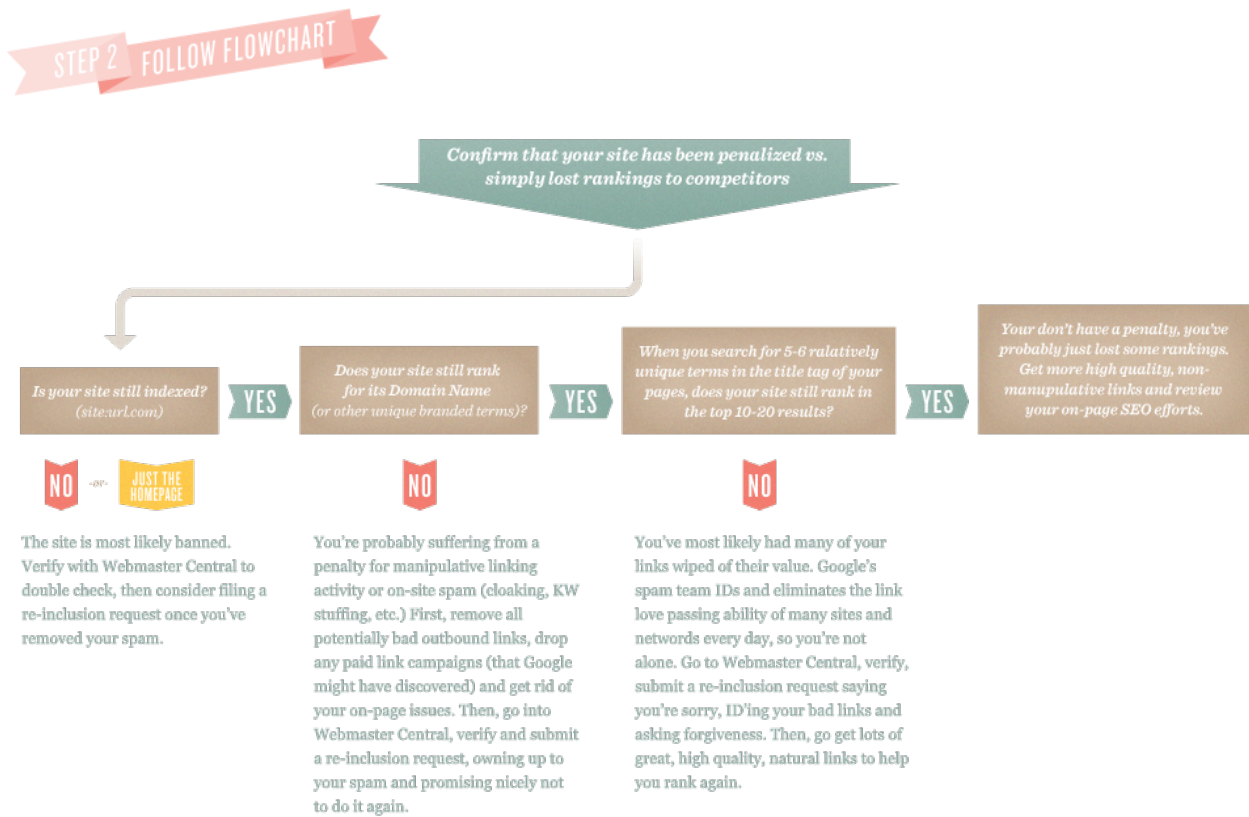 STEP 2 FOLLOW FLOWCHART
Confirm that your site has been penalized vs.
simply lost rankings to competitors
Is your site still indexed?
(site:url.com)
YES
Does your site still rank
for its Domain Name
(or other unique branded terms)?
YES
When you search for 5-6 ralatively
unique terms in the title tag of your
pages, does your site still rank in
the top 10-20 results?
YES
Your don't have a penalty, you've
probably just lost some rankings.
Get more high quality, non-
manupulative links and review
your on-page SEO efforts.
NO
-or-
JUST THE
HOMEPAGE
The site is most likely banned.
Verify with Webmaster Central to
double check, then consider filing a
re-inclusion request once you've
removed your spam.
NO
You're probably suffering from a
penalty for manipulative linking
activity or on-site spam (cloaking, KW
stuffing, etc.) First, remove all
potentially bad outbound links, drop
any paid link campaigns (that Google
might have discovered) and get rid of
your on-page issues. Then, go into
Webmaster Central, verify and submit
a re-inclusion request, owning up to
your spam and promising nicely not
to do it again.
NO
You've most likely had many of your
links wiped of their value. Google's
spam team IDs and eliminates the link
love passing ability of many sites and
networds every day, so you're not
alone. Go to Webmaster Central, verify,
submit a re-inclusion request saying
you're sorry, ID'ing your bad links and
asking forgiveness. Then, go get lots of
great, high quality, natural links to help
you rank again.